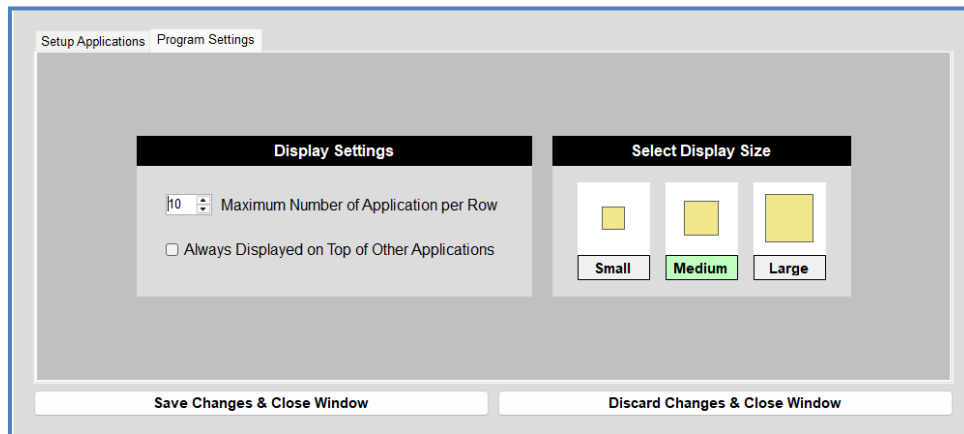 Setup Applications Program Settings
Display Settings
10 Maximum Number of Application per Row
Always Displayed on Top of Other Applications
Select Display Size
Small Medium Large
Save Changes & Close Window Discard Changes & Close Window